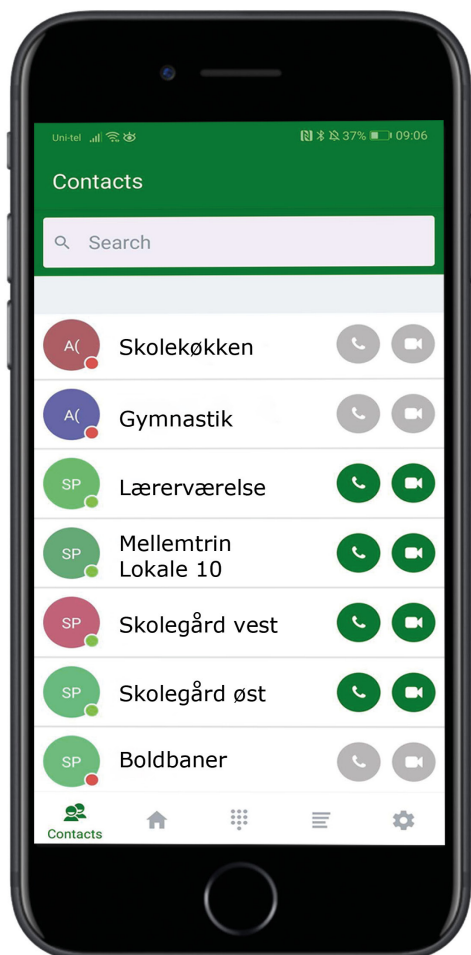 Uni-tel 37% 09:06
Contacts
Search
A( Skolekøkken
A( Gymnastik
SP Lærerværelse
SP Mellemtrin
Lokale 10
SP Skolegård vest
SP Skolegård øst
SP Boldbaner
Contacts